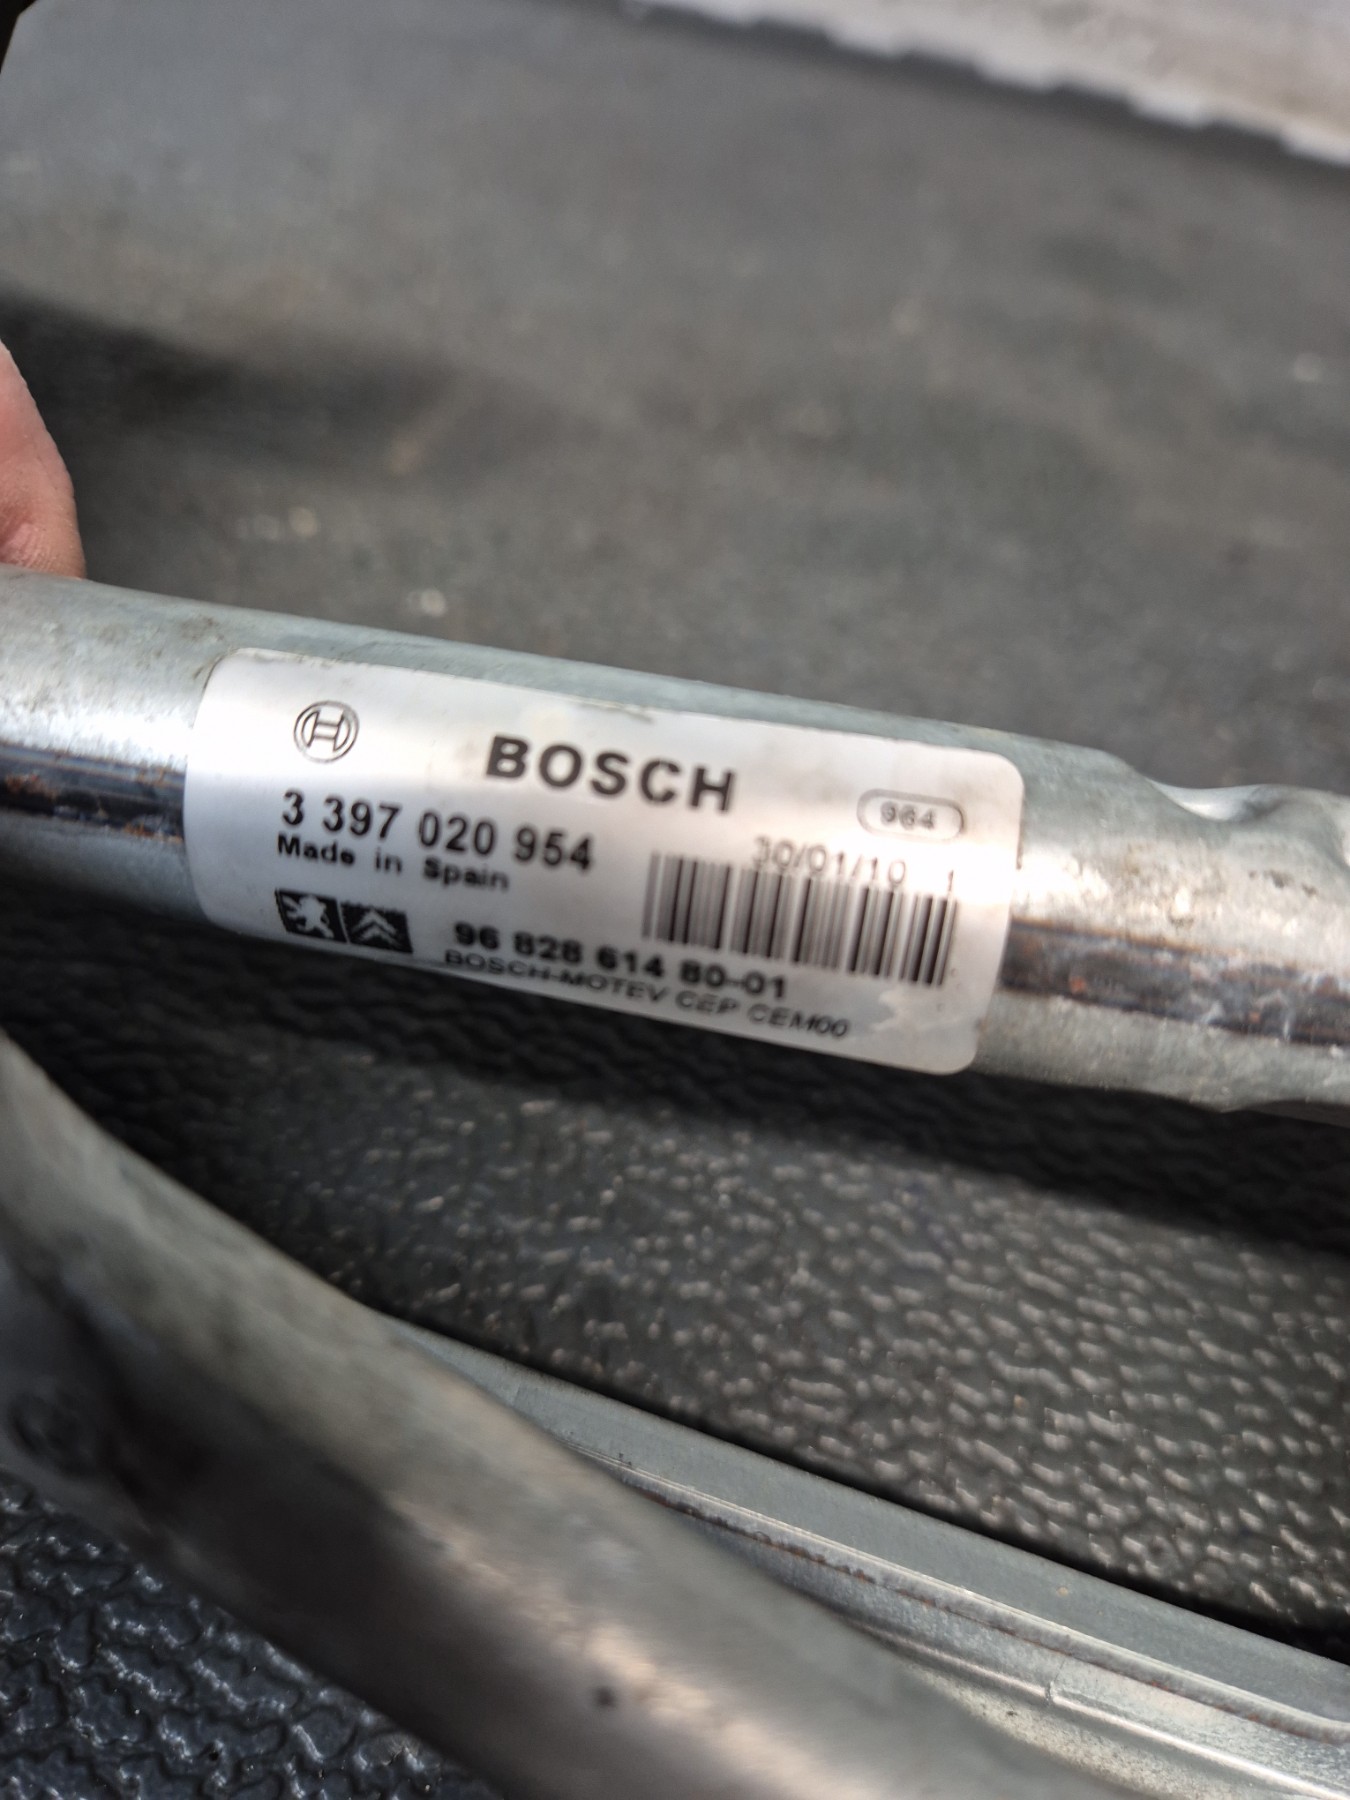 BOSCH
964
3 397 020 954
30/01/10 1
Made in Spain
96 828 614 80-01
BOSCH-MOTEV CEP CEM00